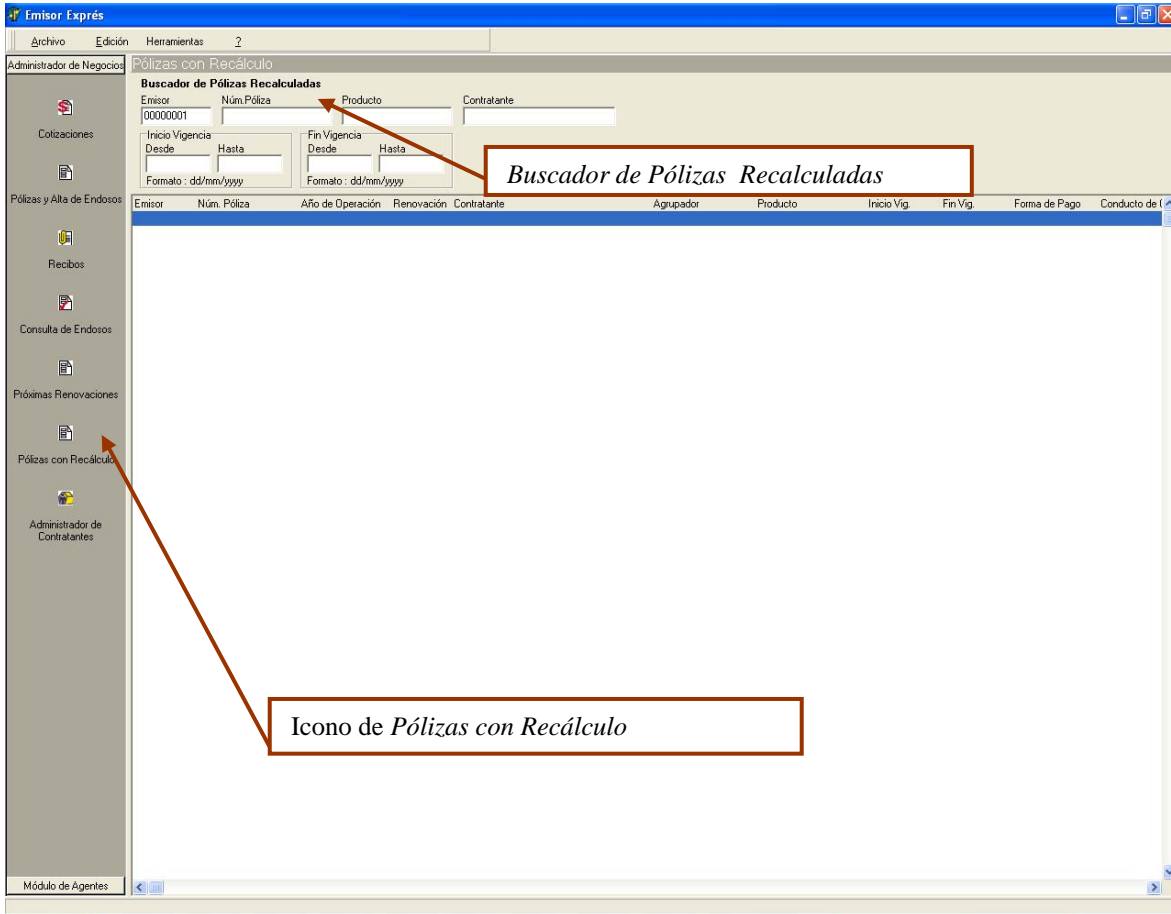 Emisor Exprés
Archivo Edición Herramientas ?
Administrador de Negocios
Pólizas con Recálculo
Buscador de Pólizas Recalculadas
Emisor Núm.Póliza Producto Contratante
00000001
Inicio Vigencia Fin Vigencia
Desde Hasta Desde Hasta
Formato : dd/mm/yyyy Formato : dd/mm/yyyy
Buscador de Pólizas Recalculadas
Emisor Núm. Póliza Año de Operación Renovación Contratante Agrupador Producto Inicio Vig. Fin Vig. Forma de Pago Conducto de
Cotizaciones
Pólizas y Alta de Endosos
Recibos
Consulta de Endosos
Próximas Renovaciones
Pólizas con Recálculo
Administrador de
Contratantes
Icono de Pólizas con Recálculo
Módulo de Agentes